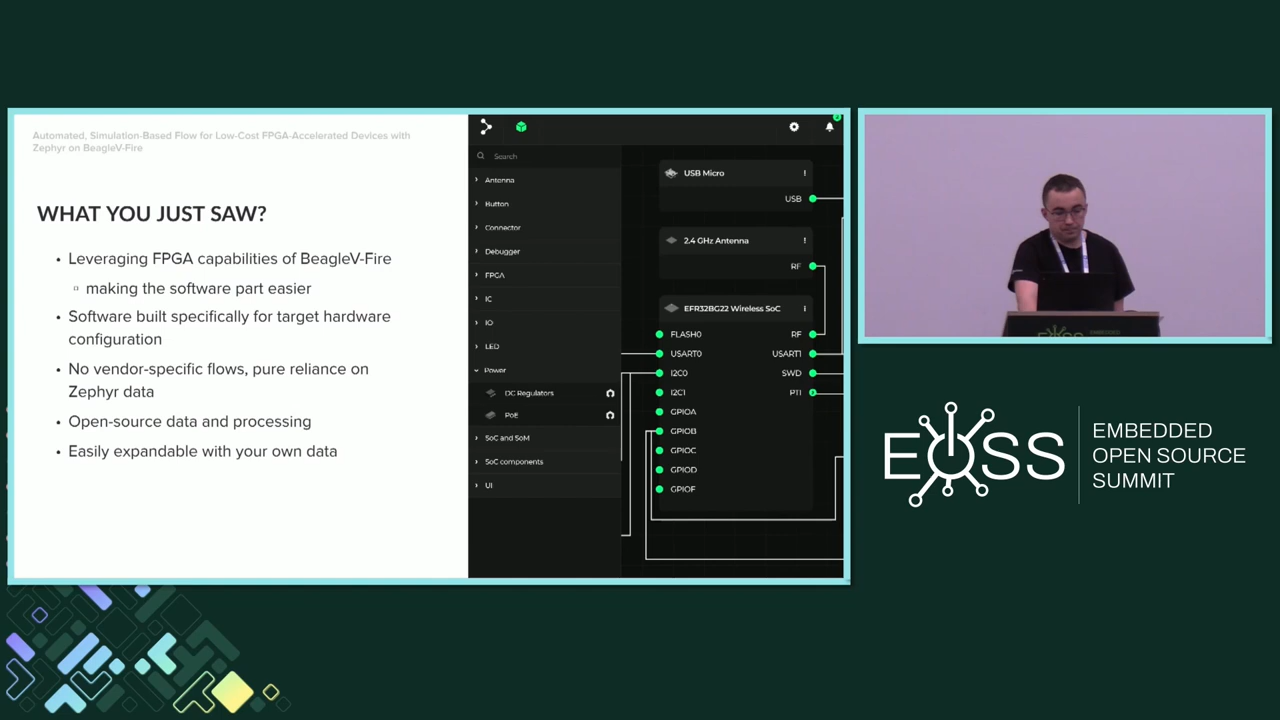 Automated, Simulation-Based Flow for Low-Cost FPGA-Accelerated Devices with
Zephyr on BeagleV-Fire
WHAT YOU JUST SAW?
• Leveraging FPGA capabilities of BeagleV-Fire
making the software part easier
• Software built specifically for target hardware
configuration
• No vendor-specific flows, pure reliance on
Zephyr data
• Open-source data and processing
• Easily expandable with your own data
Search
Antenna
Button
Connector
Debugger
FPGA
IC
IO
LED
Power
DC Regulators
PoE
SoC and SoM
SoC components
UI
USB Micro
USB
2.4 GHz Antenna
RF
EFR32BG22 Wireless SoC
FLASH0 RF
USART0 USART1
I2C0 SWD
I2C1 PTI
GPIOA
GPIOB
GPIOC
GPIOD
GPIOF
EOSS
EMBEDDED
OPEN SOURCE
SUMMIT